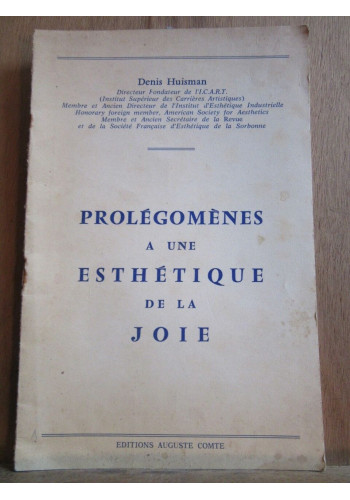 Denis Huisman
Directeur Fondateur de l'I.C.A.R.T.
(Institut Supérieur des Carrières Artistiques)
Membre et Ancien Directeur de l'Institut d'Esthétique Industrielle
Honorary foreign member, American Society for Aesthetics
Membre et Ancien Secrétaire de la Revue
et de la Société Française d'Esthétique de la Sorbonne
PROLÉGOMÈNES
A UNE
ESTHÉTIQUE
DE LA
JOIE
EDITIONS AUGUSTE COMTE